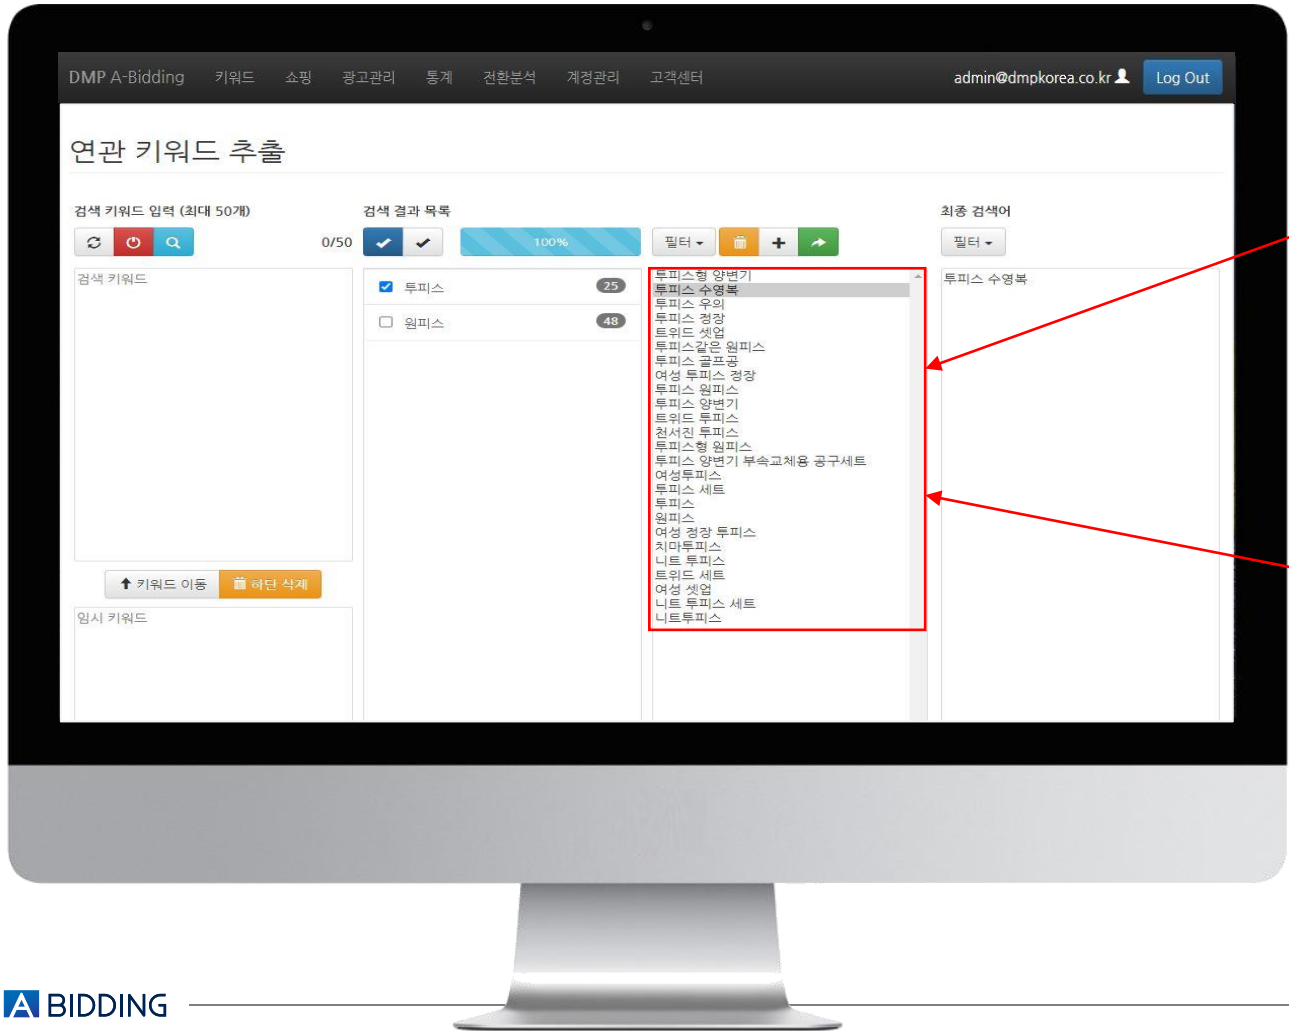 DMP A-Bidding 키워드 쇼핑 광고관리 통계 전환분석 계정관리 고객센터 admin@dmpkorea.co.kr Log Out
연관 키워드 추출
검색 키워드 입력 (최대 50개)
0/50
검색 키워드
키워드 이동 하단 삭제
임시 키워드
검색 결과 목록
100%
투피스 25
원피스 48
필터
투피스형 양변기
투피스 수영복
투피스 우의
투피스 정장
트위드 셋업
투피스같은 원피스
투피스 골프공
여성 투피스 정장
투피스 원피스
투피스 양변기
트위드 투피스
천서진 투피스
투피스형 원피스
투피스 양변기 부속교체용 공구세트
여성투피스
투피스 세트
투피스
원피스
여성 정장 투피스
치마투피스
니트 투피스
트위드 세트
여성 셋업
니트 투피스 세트
니트투피스
최종 검색어
필터
투피스 수영복
A BIDDING